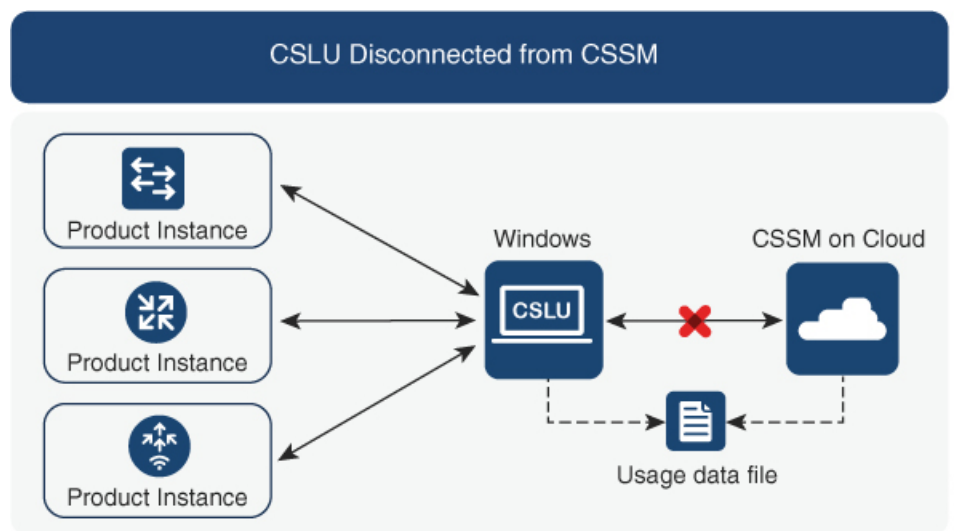 CSLU Disconnected from CSSM
Product Instance
Product Instance
Product Instance
Windows
CSLU
CSSM on Cloud
Usage data file